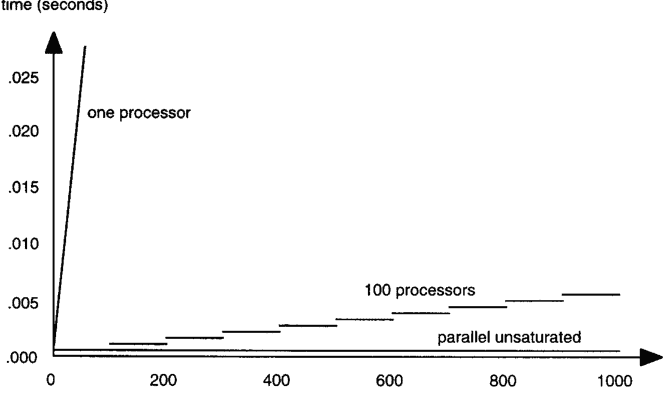 time (seconds)
.025
one processor
.020
.015
.010
100 processors
.005
parallel unsaturated
.000
0 200 400 600 800 1000